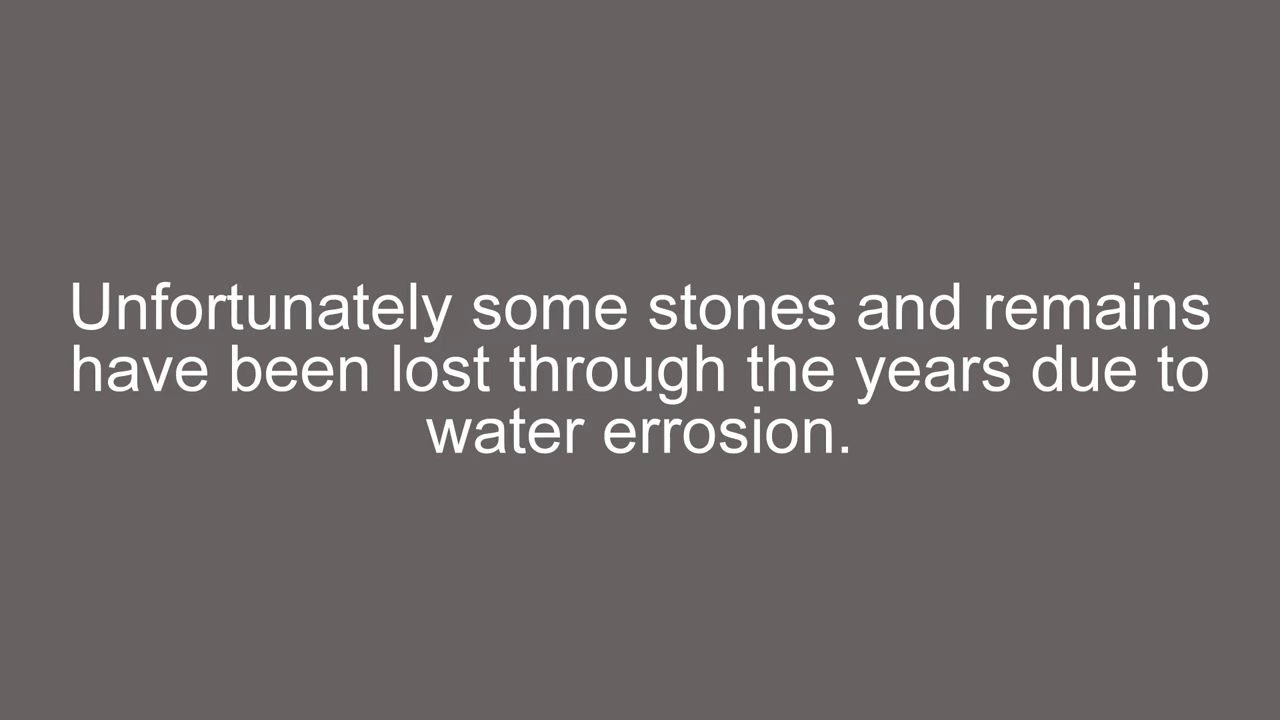 Unfortunately some stones and remains
have been lost through the years due to
water errosion.